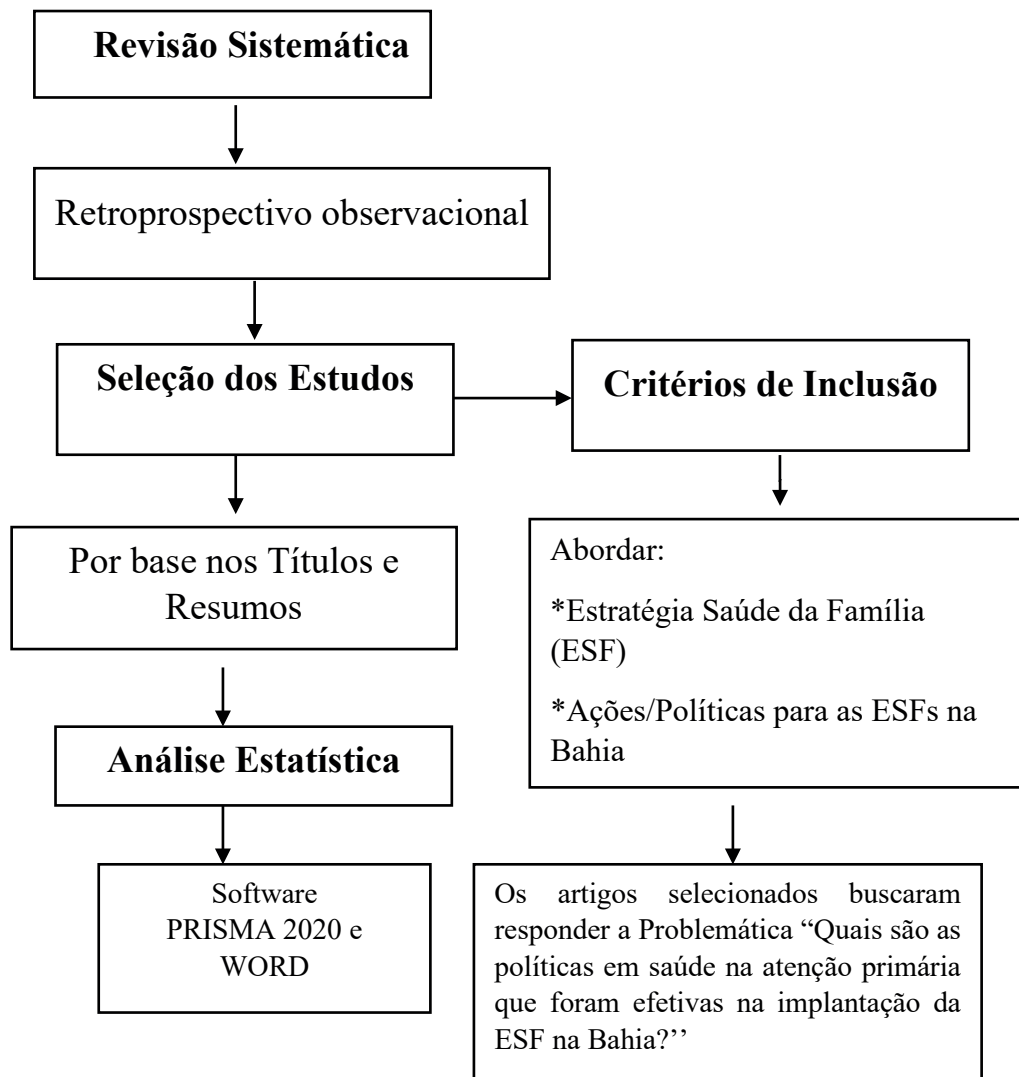 Revisão Sistemática
Retroprospectivo observacional
Seleção dos Estudos
Critérios de Inclusão
Por base nos Títulos e
Resumos
Abordar:
*Estratégia Saúde da Família
(ESF)
*Ações/Políticas para as ESFs na
Bahia
Análise Estatística
Software
PRISMA 2020 e
WORD
Os artigos selecionados buscaram
responder a Problemática “Quais são as
políticas em saúde na atenção primária
que foram efetivas na implantação da
ESF na Bahia?’’